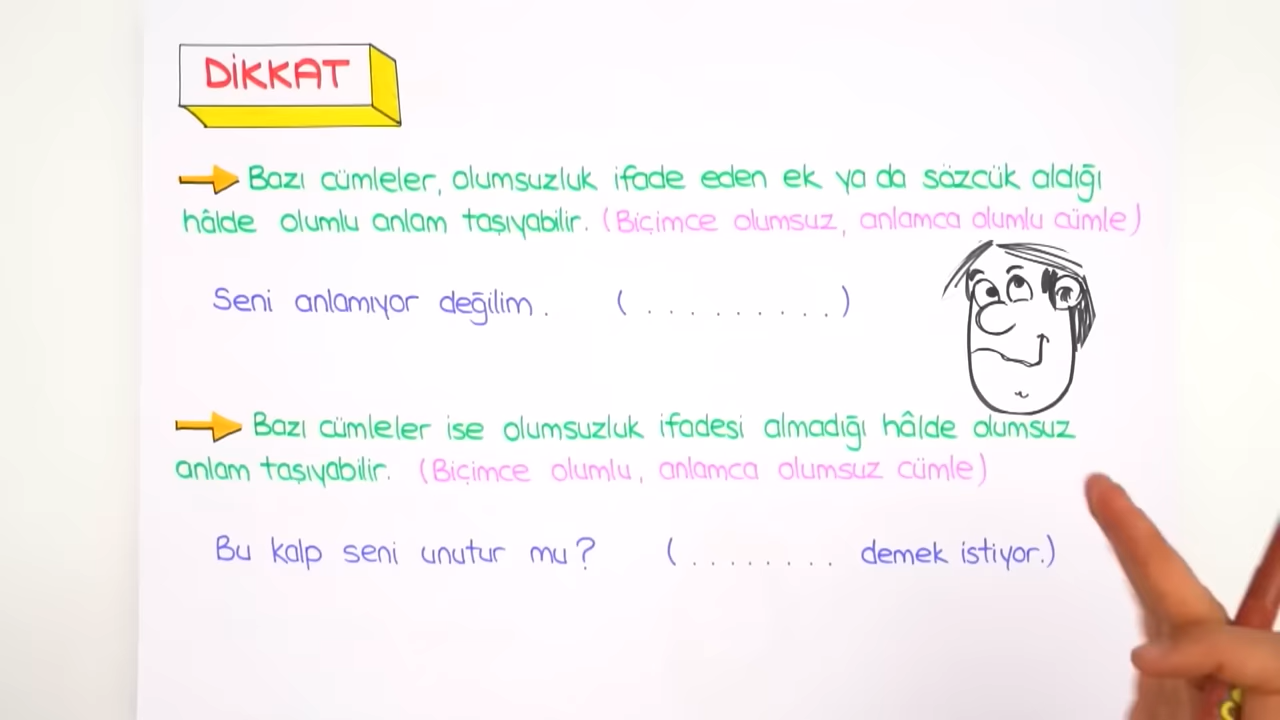 DİKKAT
Bazı cümleler, olumsuzluk ifade eden ek ya da sözcük aldığı
hâlde olumlu anlam taşıyabilir. (Biçimce olumsuz, anlamca olumlu cümle)
Seni anlamıyor değilim. (.........)
Bazı cümleler ise olumsuzluk ifadesi almadığı hâlde olumsuz
anlam taşıyabilir. (Biçimce olumlu, anlamca olumsuz cümle)
Bu kalp seni unutur mu? (........ demek istiyor.)